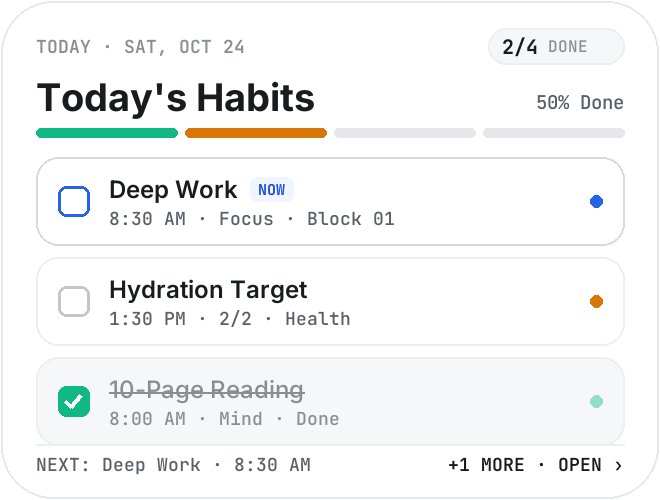 TODAY · SAT, OCT 24
2/4 DONE
Today's Habits
50% Done
Deep Work NOW
8:30 AM · Focus · Block 01
Hydration Target
1:30 PM · 2/2 · Health
10-Page Reading
8:00 AM · Mind · Done
NEXT: Deep Work · 8:30 AM
+1 MORE · OPEN ›